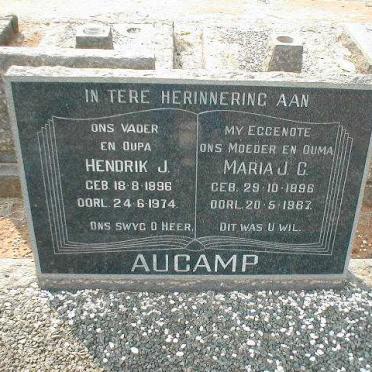 IN TERE HERINNERING AAN
ONS VADER
EN OUPA
HENDRIK J.
GEB 18-8-1896
OORL. 24-6-1974.
ONS SWYG O HEER,
MY EGGENOTE
ONS MOEDER EN OUMA
MARIA J. C.
GEB. 29-10-1896
OORL. 20-5-1967.
DIT WAS U WIL.
AUCAMP